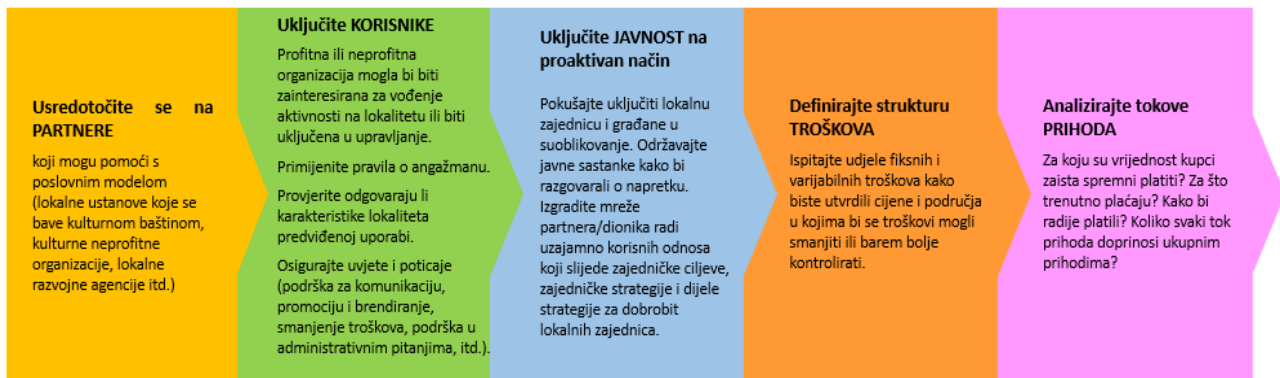 Usredotočite se na
PARTNERE
koji mogu pomoći s
poslovnim modelom
(lokalne ustanove koje se
bave kulturnom baštinom,
kulturne neprofitne
organizacije, lokalne
razvojne agencije itd.)
Uključite KORISNIKE
Profitna ili neprofitna
organizacija mogla bi biti
zainteresirana za vođenje
aktivnosti na lokalitetu ili biti
uključena u upravljanje.
Primijenite pravila o angažmanu.
Provjerite odgovaraju li
karakteristike lokaliteta
predviđenoj uporabi.
Osigurajte uvjete i poticaje
(podrška za komunikaciju,
promociju i brendiranje,
smanjenje troškova, podrška u
administrativnim pitanjima, itd.).
Uključite JAVNOST na
proaktivan način
Pokušajte uključiti lokalnu
zajednicu i građane u
suoblikovanje. Održavajte
javne sastanke kako bi
razgovarali o napretku.
Izgradite mreže
partnera/dionika radi
uzajamno korisnih odnosa
koji slijede zajedničke ciljeve,
zajedničke strategije i dijele
strategije za dobrobit
lokalnih zajednica.
Definirajte strukturu
TROŠKOVA
Ispitajte udjele fiksnih i
varijabilnih troškova kako
biste utvrdili cijene i područja
u kojima bi se troškovi mogli
smanjiti ili barem bolje
kontrolirati.
Analizirajte tokove
PRIHODA
Za koju su vrijednost kupci
zaista spremni platiti? Za što
trenutno plaćaju? Kako bi
radije platili? Koliko svaki tok
prihoda doprinosi ukupnim
prihodima?